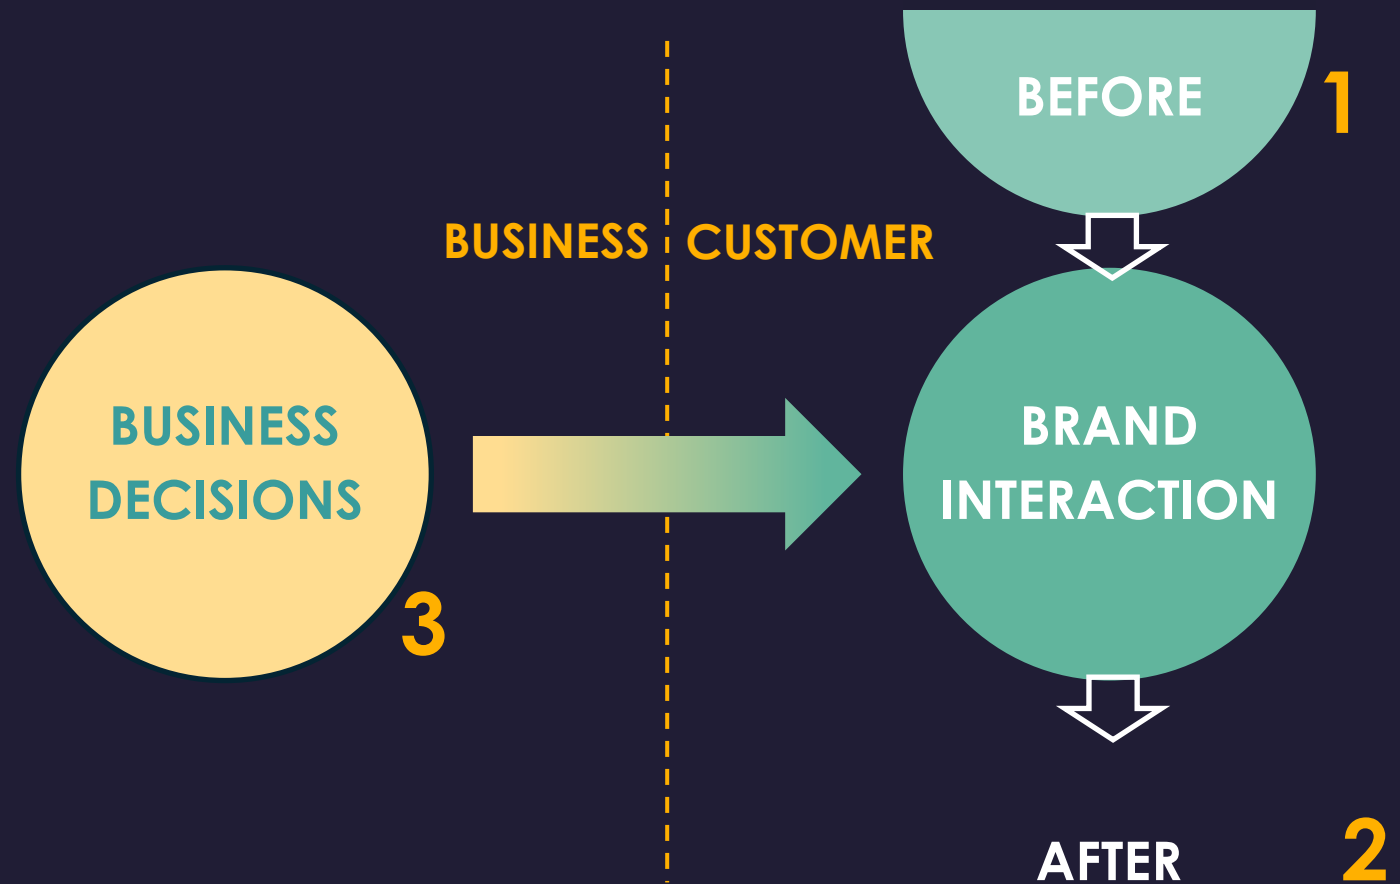 BEFORE
1
BUSINESS
CUSTOMER
BUSINESS
DECISIONS
3
BRAND
INTERACTION
AFTER
2